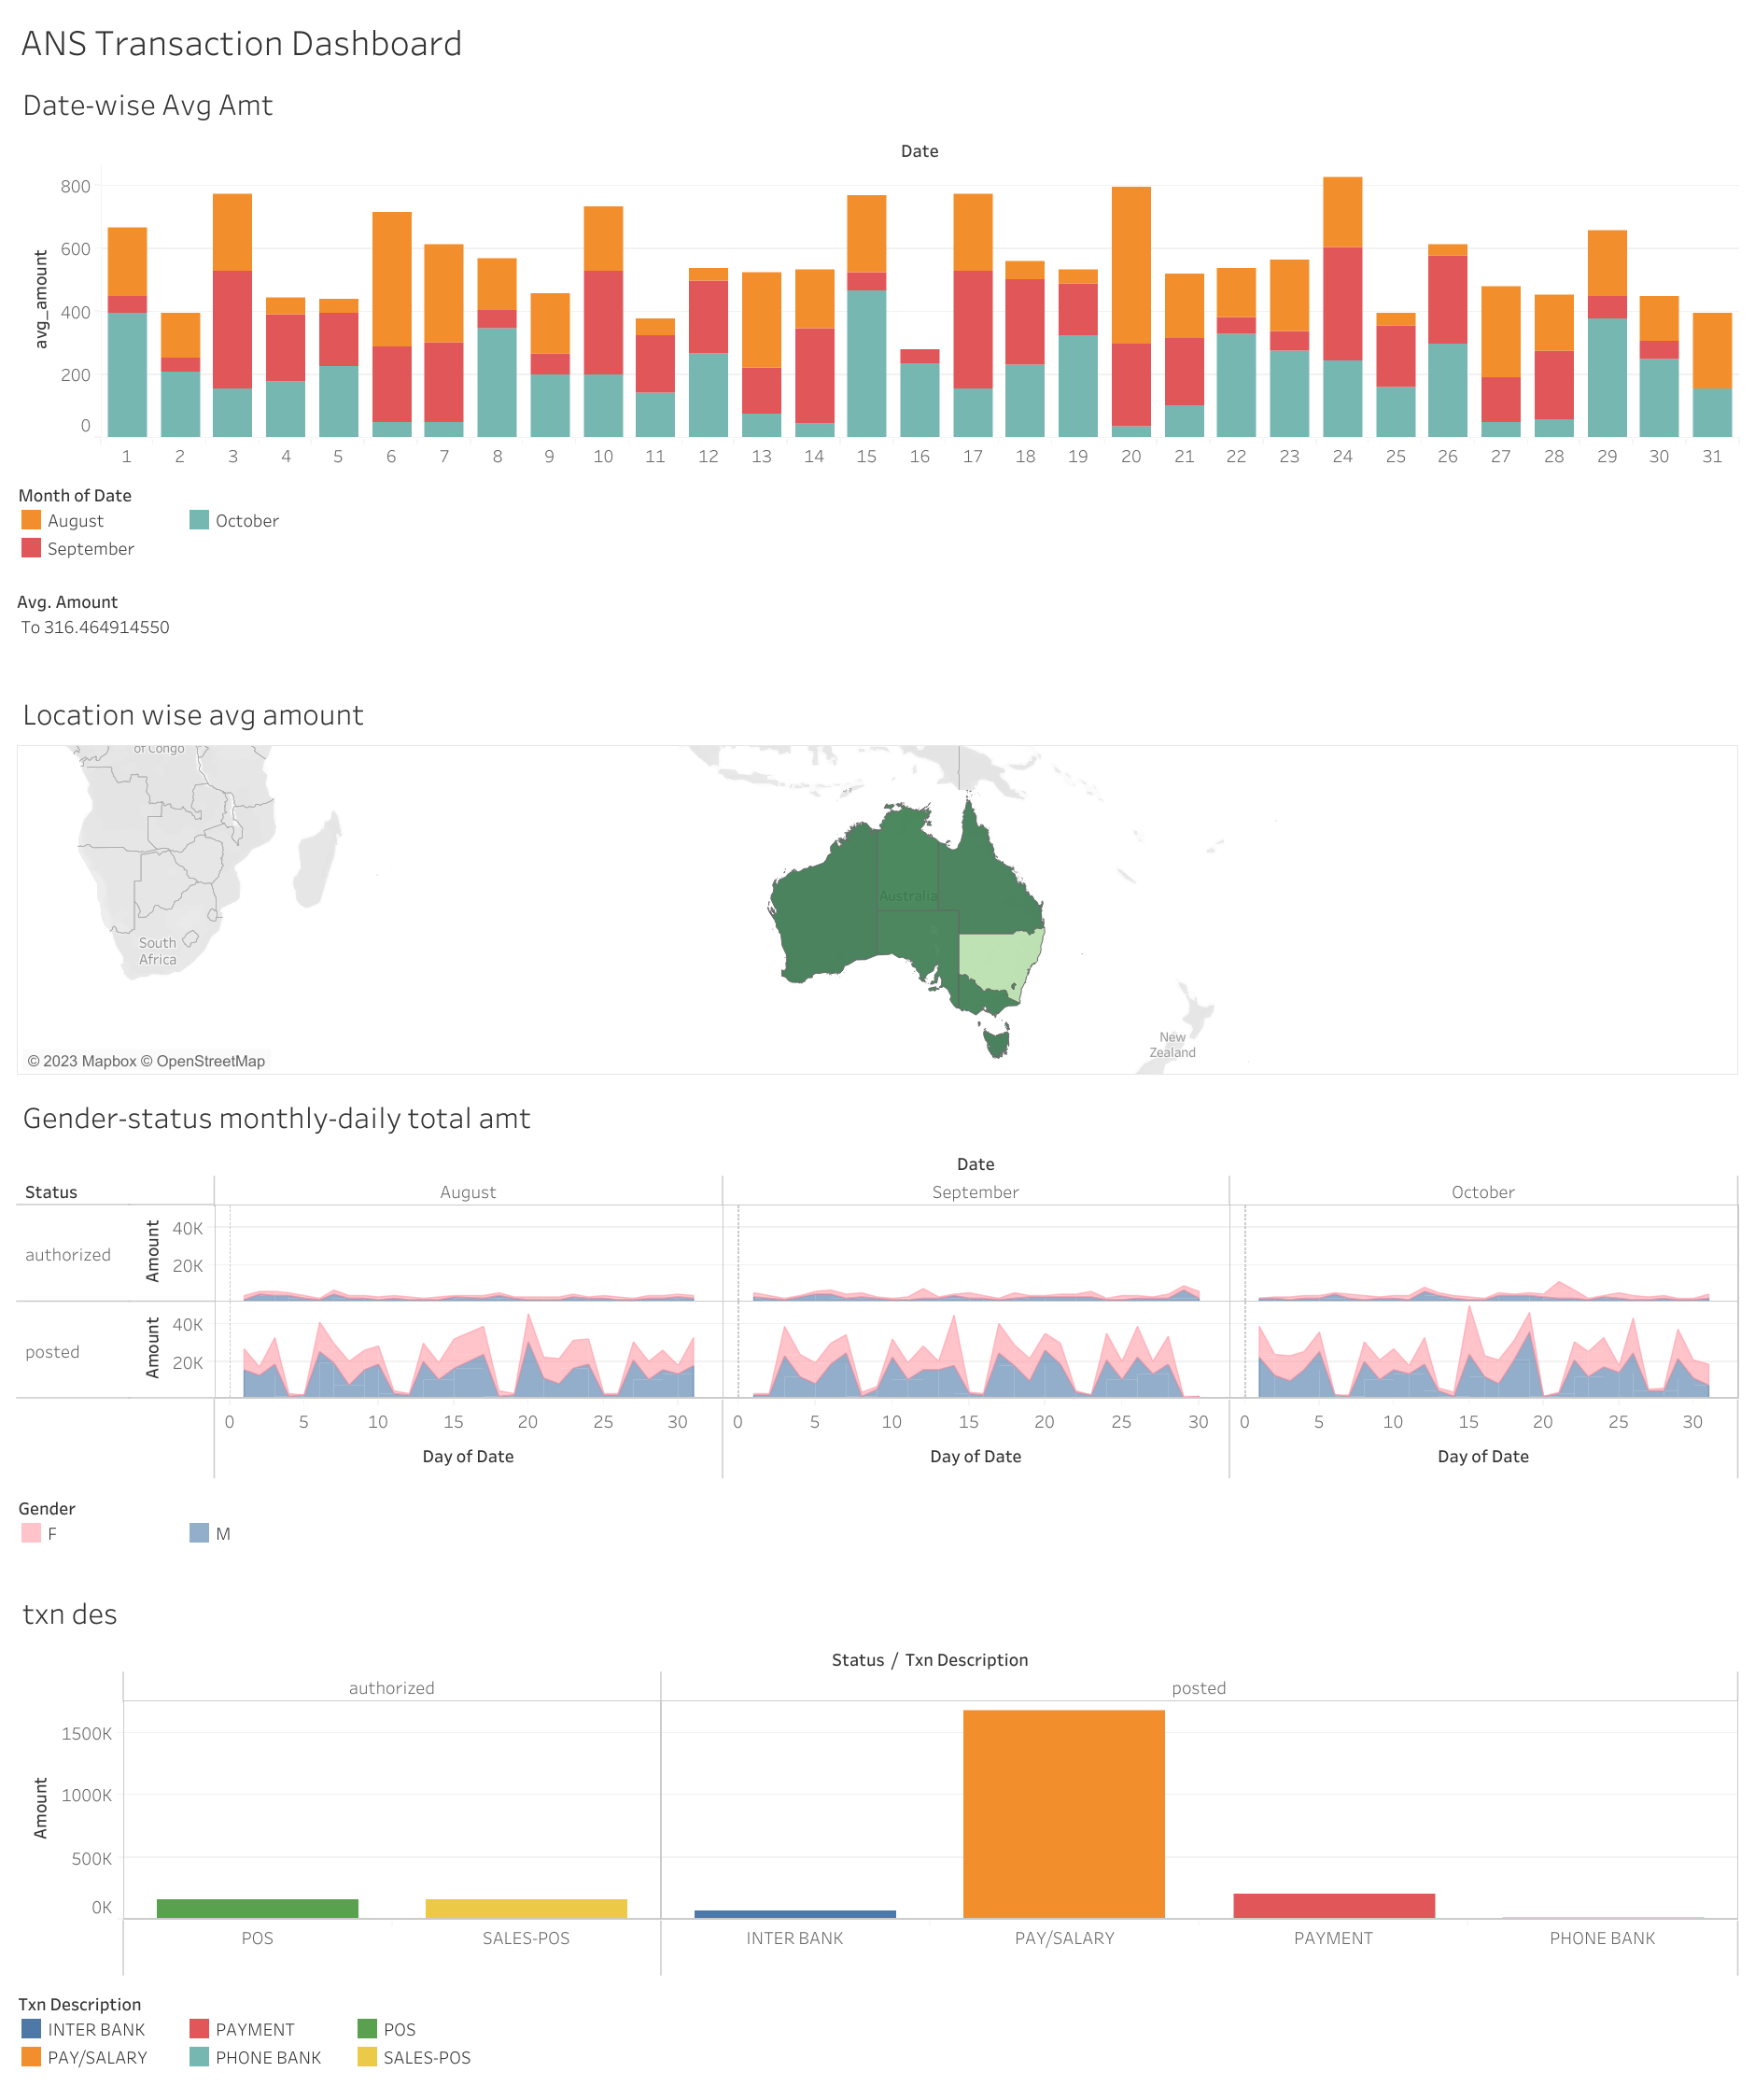 ANS Transaction Dashboard
Date-wise Avg Amt
Date
avg_amount
800
600
400
200
0
1 2 3 4 5 6 7 8 9 10 11 12 13 14 15 16 17 18 19 20 21 22 23 24 25 26 27 28 29 30 31
Month of Date
August October
September
Avg. Amount
To 316.464914550
Location wise avg amount
of Congo
Australia
South
Africa
New
Zealand
© 2023 Mapbox © OpenStreetMap
Gender-status monthly-daily total amt
Date
Status August September October
authorized Amount 40K
20K
posted Amount 40K
20K
0 5 10 15 20 25 30 0 5 10 15 20 25 30 0 5 10 15 20 25 30
Day of Date Day of Date Day of Date
Gender
F M
txn des
Status / Txn Description
authorized posted
Amount
1500K
1000K
500K
0K
POS SALES-POS INTER BANK PAY/SALARY PAYMENT PHONE BANK
Txn Description
INTER BANK PAYMENT POS
PAY/SALARY PHONE BANK SALES-POS